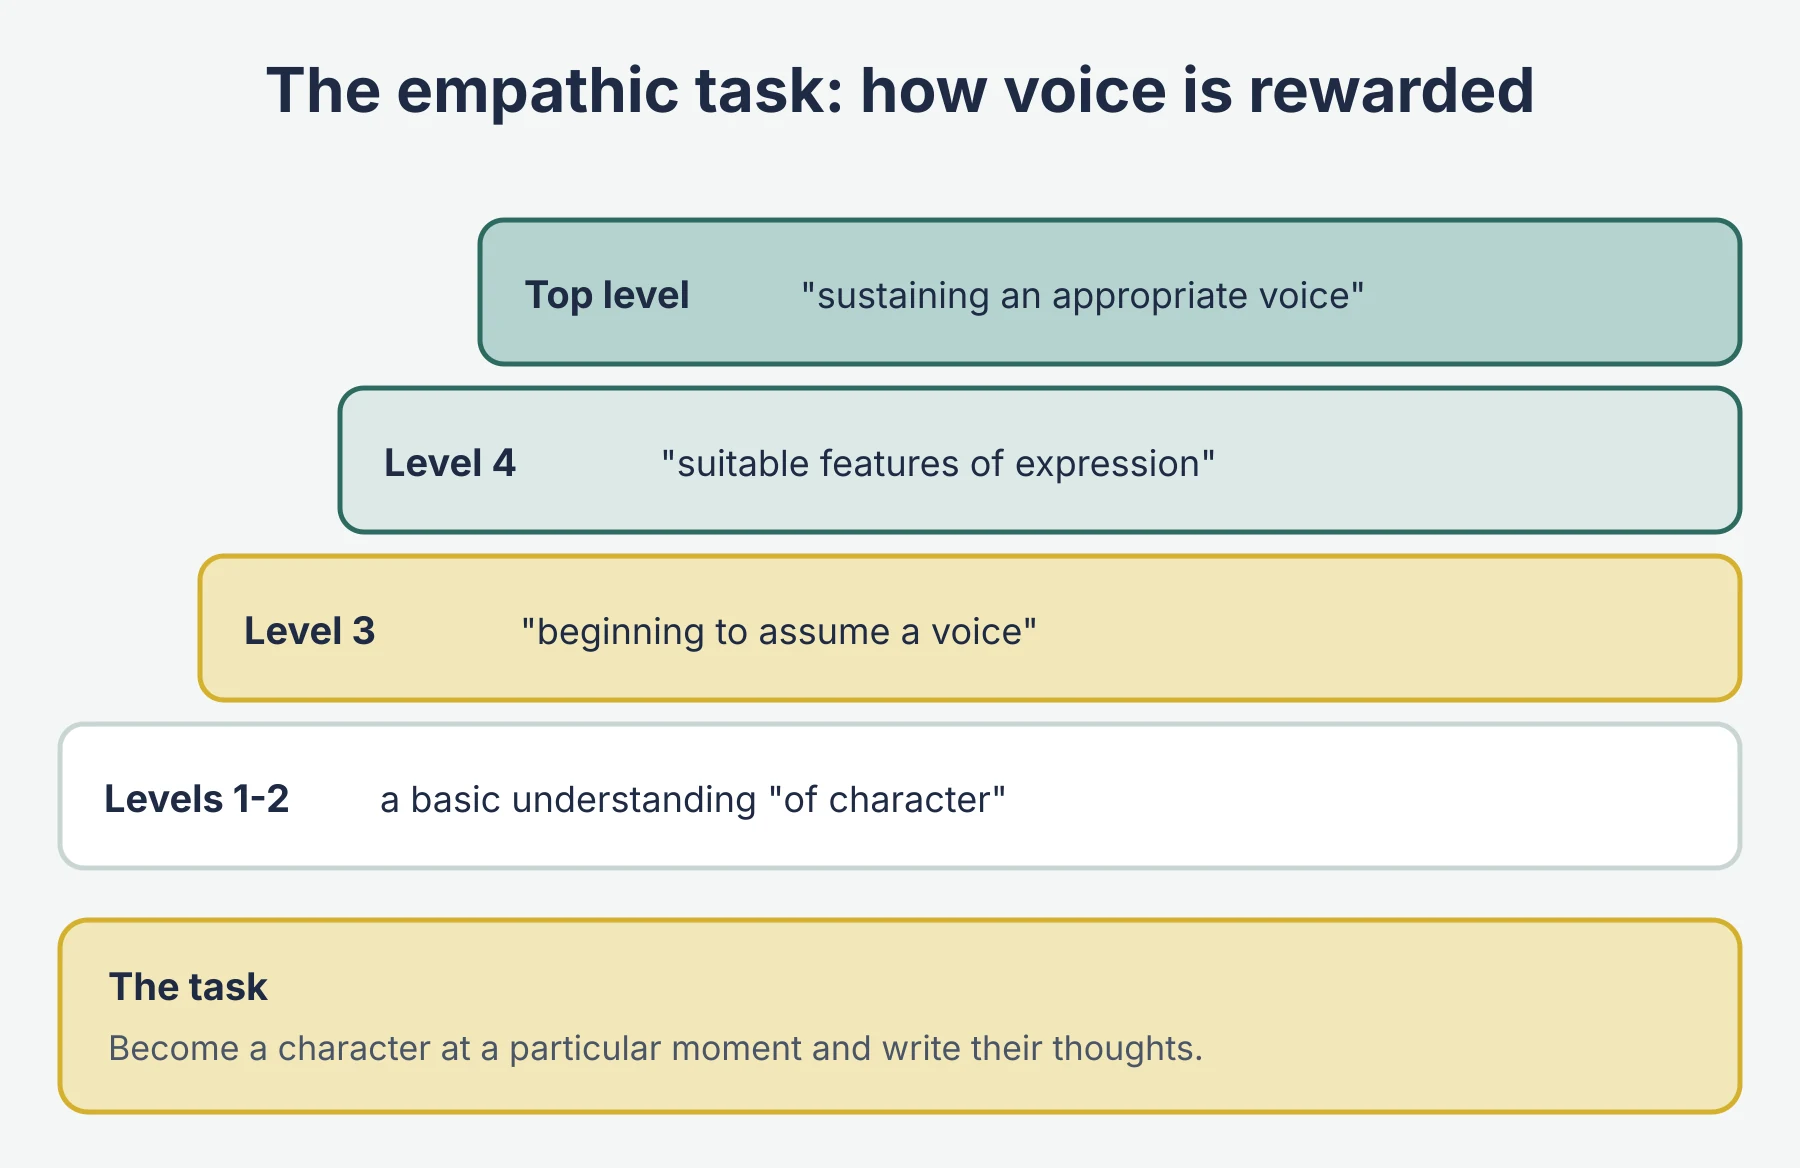 The empathic task: how voice is rewarded
Top level "sustaining an appropriate voice"
Level 4 "suitable features of expression"
Level 3 "beginning to assume a voice"
Levels 1-2 a basic understanding "of character"
The task
Become a character at a particular moment and write their thoughts.